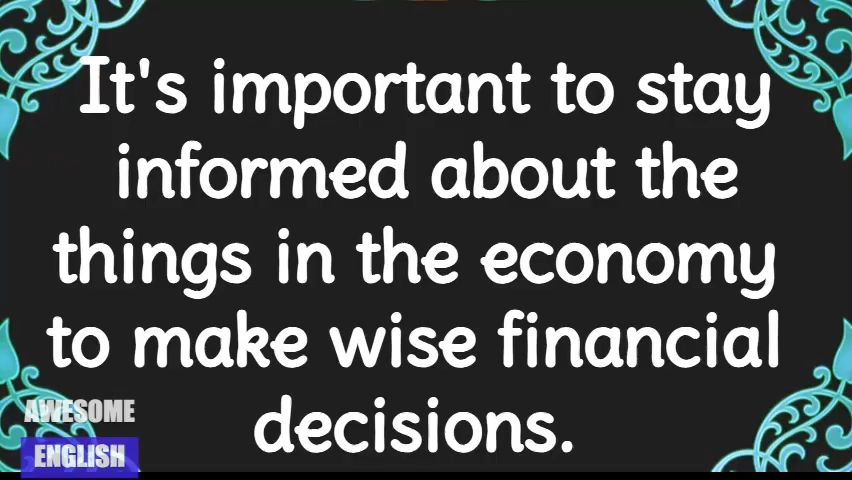 It's important to stay
informed about the
things in the economy
to make wise financial
decisions.
AWESOME
ENGLISH